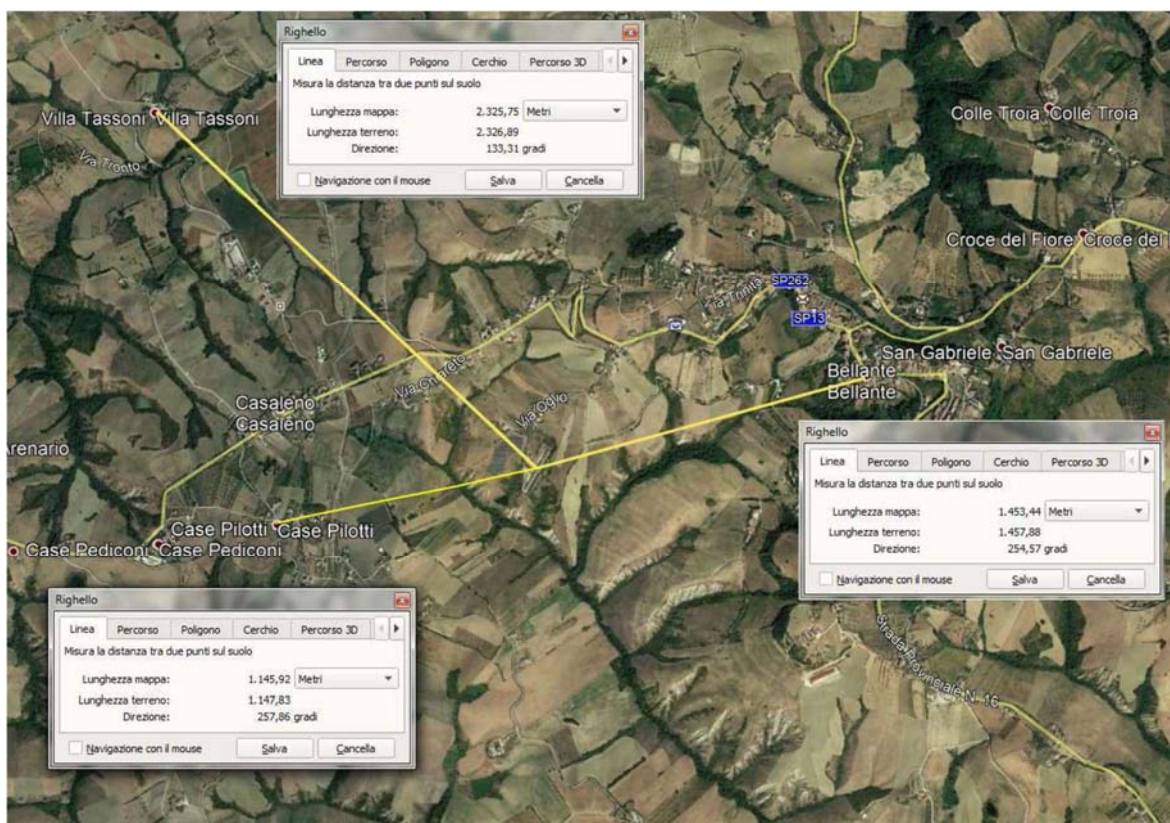 Righello
Linea Percorso Poligono Cerchio Percorso 3D
Misura la distanza tra due punti sul suolo
Lunghezza mappa: 2.325,75 Metri
Lunghezza terreno: 2.326,89
Direzione: 133,31 gradi
Navigazione con il mouse Salva Cancella
Villa Tassoni Villa Tassoni
Via Tronto
Colle Troia Colle Troia
Croce del Fiore Croce del
SP262
Via Trinità
SP13
San Gabriele San Gabriele
Via Chiareto
Bellante
Bellante
Casaleno
Casaleno
Via Oglio
Arenario
Case Pilotti Case Pilotti
Case Pediconi Case Pediconi
Righello
Linea Percorso Poligono Cerchio Percorso 3D
Misura la distanza tra due punti sul suolo
Lunghezza mappa: 1.453,44 Metri
Lunghezza terreno: 1.457,88
Direzione: 254,57 gradi
Navigazione con il mouse Salva Cancella
Righello
Linea Percorso Poligono Cerchio Percorso 3D
Misura la distanza tra due punti sul suolo
Lunghezza mappa: 1.145,92 Metri
Lunghezza terreno: 1.147,83
Direzione: 257,86 gradi
Navigazione con il mouse Salva Cancella
Strada Provinciale N. 16